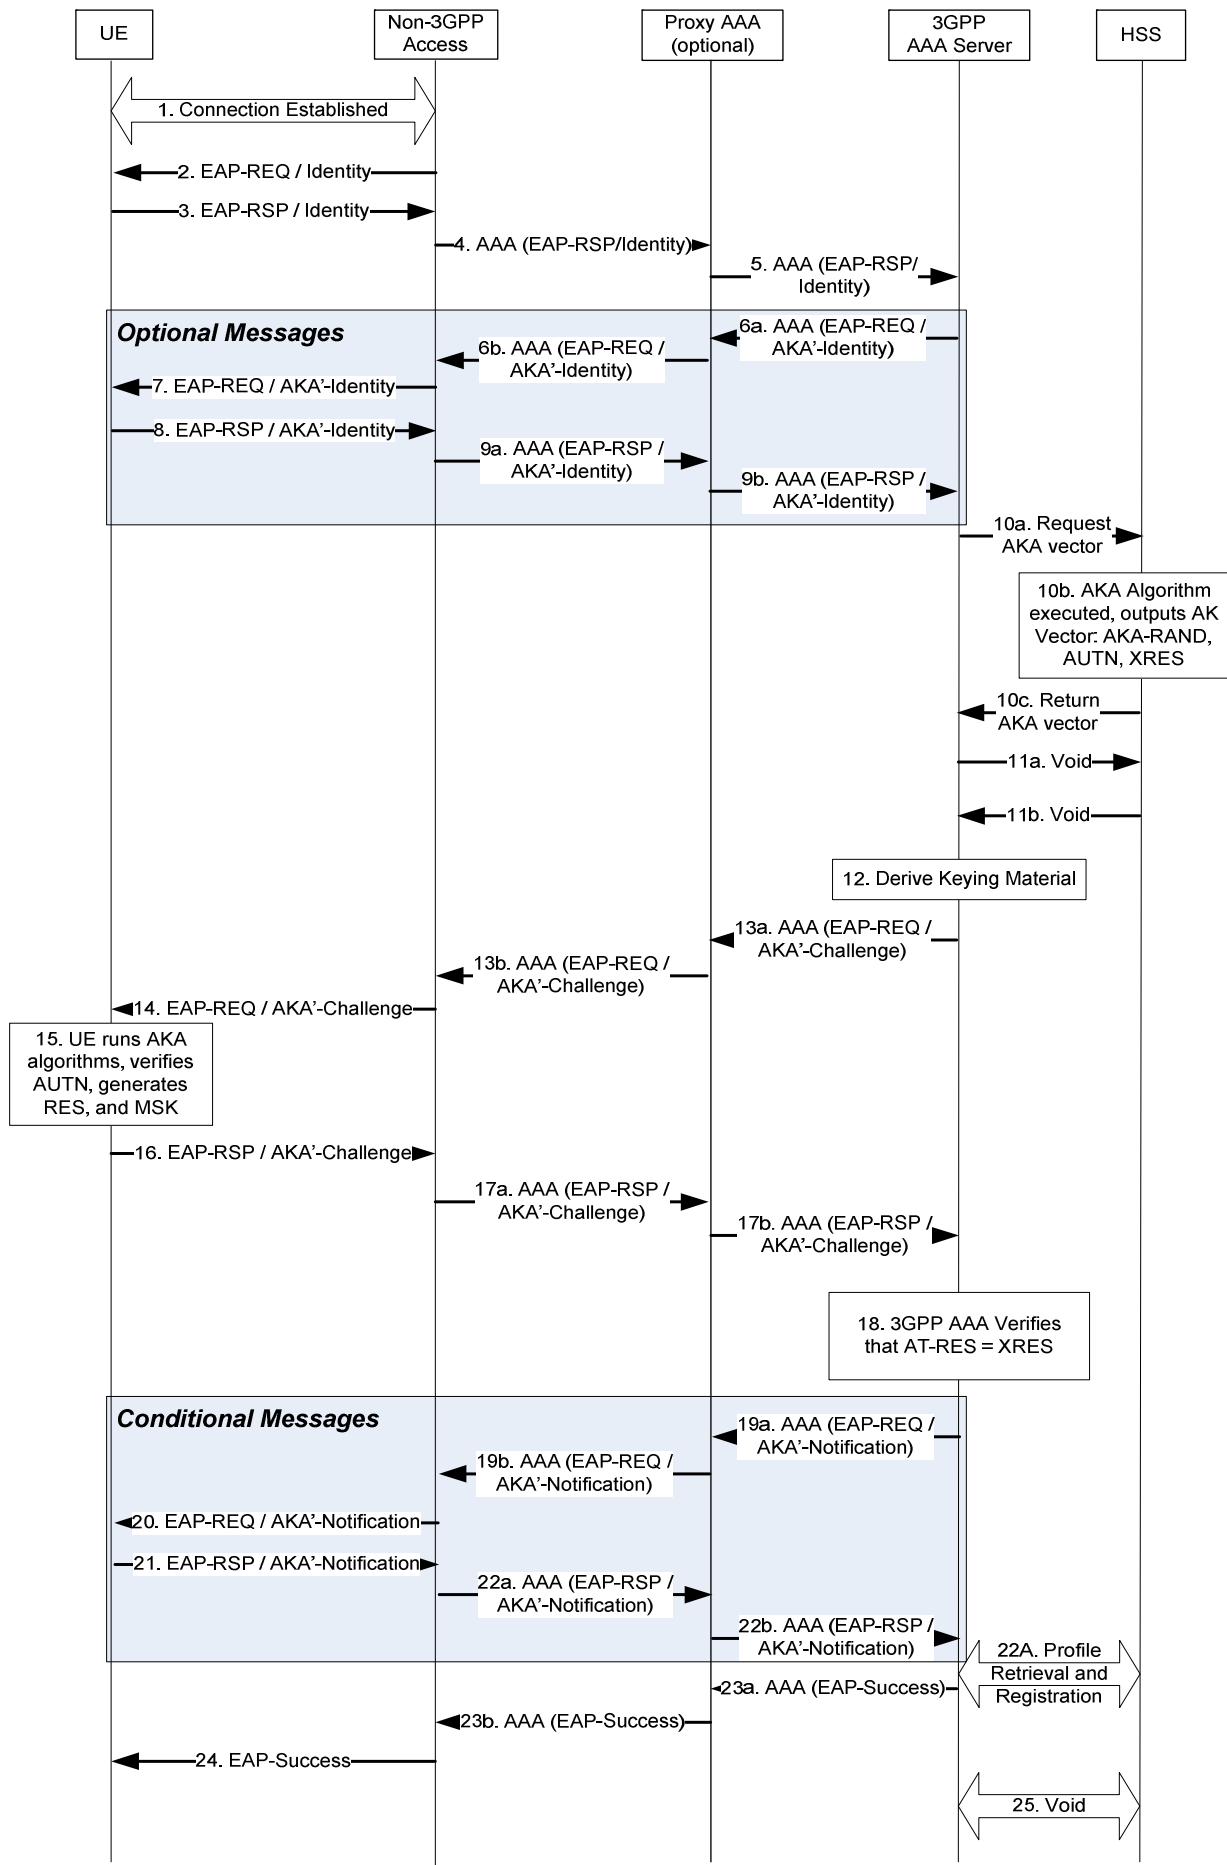 UE
Non-3GPP
Access
Proxy AAA
(optional)
3GPP
AAA Server
HSS
1. Connection Established
2. EAP-REQ / Identity
3. EAP-RSP / Identity
4. AAA (EAP-RSP/Identity)
5. AAA (EAP-RSP/
Identity)
Optional Messages
6a. AAA (EAP-REQ /
AKA'-Identity)
6b. AAA (EAP-REQ /
AKA'-Identity)
7. EAP-REQ / AKA'-Identity
8. EAP-RSP / AKA'-Identity
9a. AAA (EAP-RSP /
AKA'-Identity)
9b. AAA (EAP-RSP /
AKA'-Identity)
10a. Request
AKA vector
10b. AKA Algorithm
executed, outputs AK
Vector: AKA-RAND,
AUTN, XRES
10c. Return
AKA vector
11a. Void
11b. Void
12. Derive Keying Material
13a. AAA (EAP-REQ /
AKA'-Challenge)
13b. AAA (EAP-REQ /
AKA'-Challenge)
14. EAP-REQ / AKA'-Challenge
15. UE runs AKA
algorithms, verifies
AUTN, generates
RES, and MSK
16. EAP-RSP / AKA'-Challenge
17a. AAA (EAP-RSP /
AKA'-Challenge)
17b. AAA (EAP-RSP /
AKA'-Challenge)
18. 3GPP AAA Verifies
that AT-RES = XRES
Conditional Messages
19a. AAA (EAP-REQ /
AKA'-Notification)
19b. AAA (EAP-REQ /
AKA'-Notification)
20. EAP-REQ / AKA'-Notification
21. EAP-RSP / AKA'-Notification
22a. AAA (EAP-RSP /
AKA'-Notification)
22b. AAA (EAP-RSP /
AKA'-Notification)
22A. Profile
Retrieval and
Registration
23a. AAA (EAP-Success)
23b. AAA (EAP-Success)
24. EAP-Success
25. Void